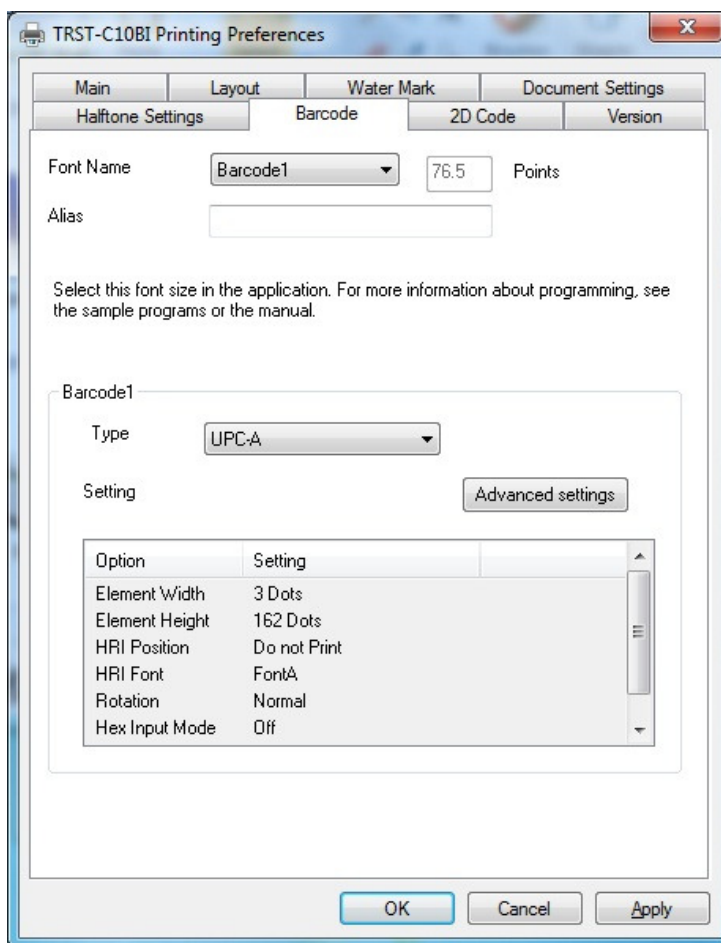 TRST-C10BI Printing Preferences
Main Layout Water Mark Document Settings
Halftone Settings Barcode 2D Code Version
Font Name Barcode1 76.5 Points
Alias
Select this font size in the application. For more information about programming, see
the sample programs or the manual.
Barcode1
Type UPC-A
Setting Advanced settings
Option Setting
Element Width 3 Dots
Element Height 162 Dots
HRI Position Do not Print
HRI Font FontA
Rotation Normal
Hex Input Mode Off
OK Cancel Apply